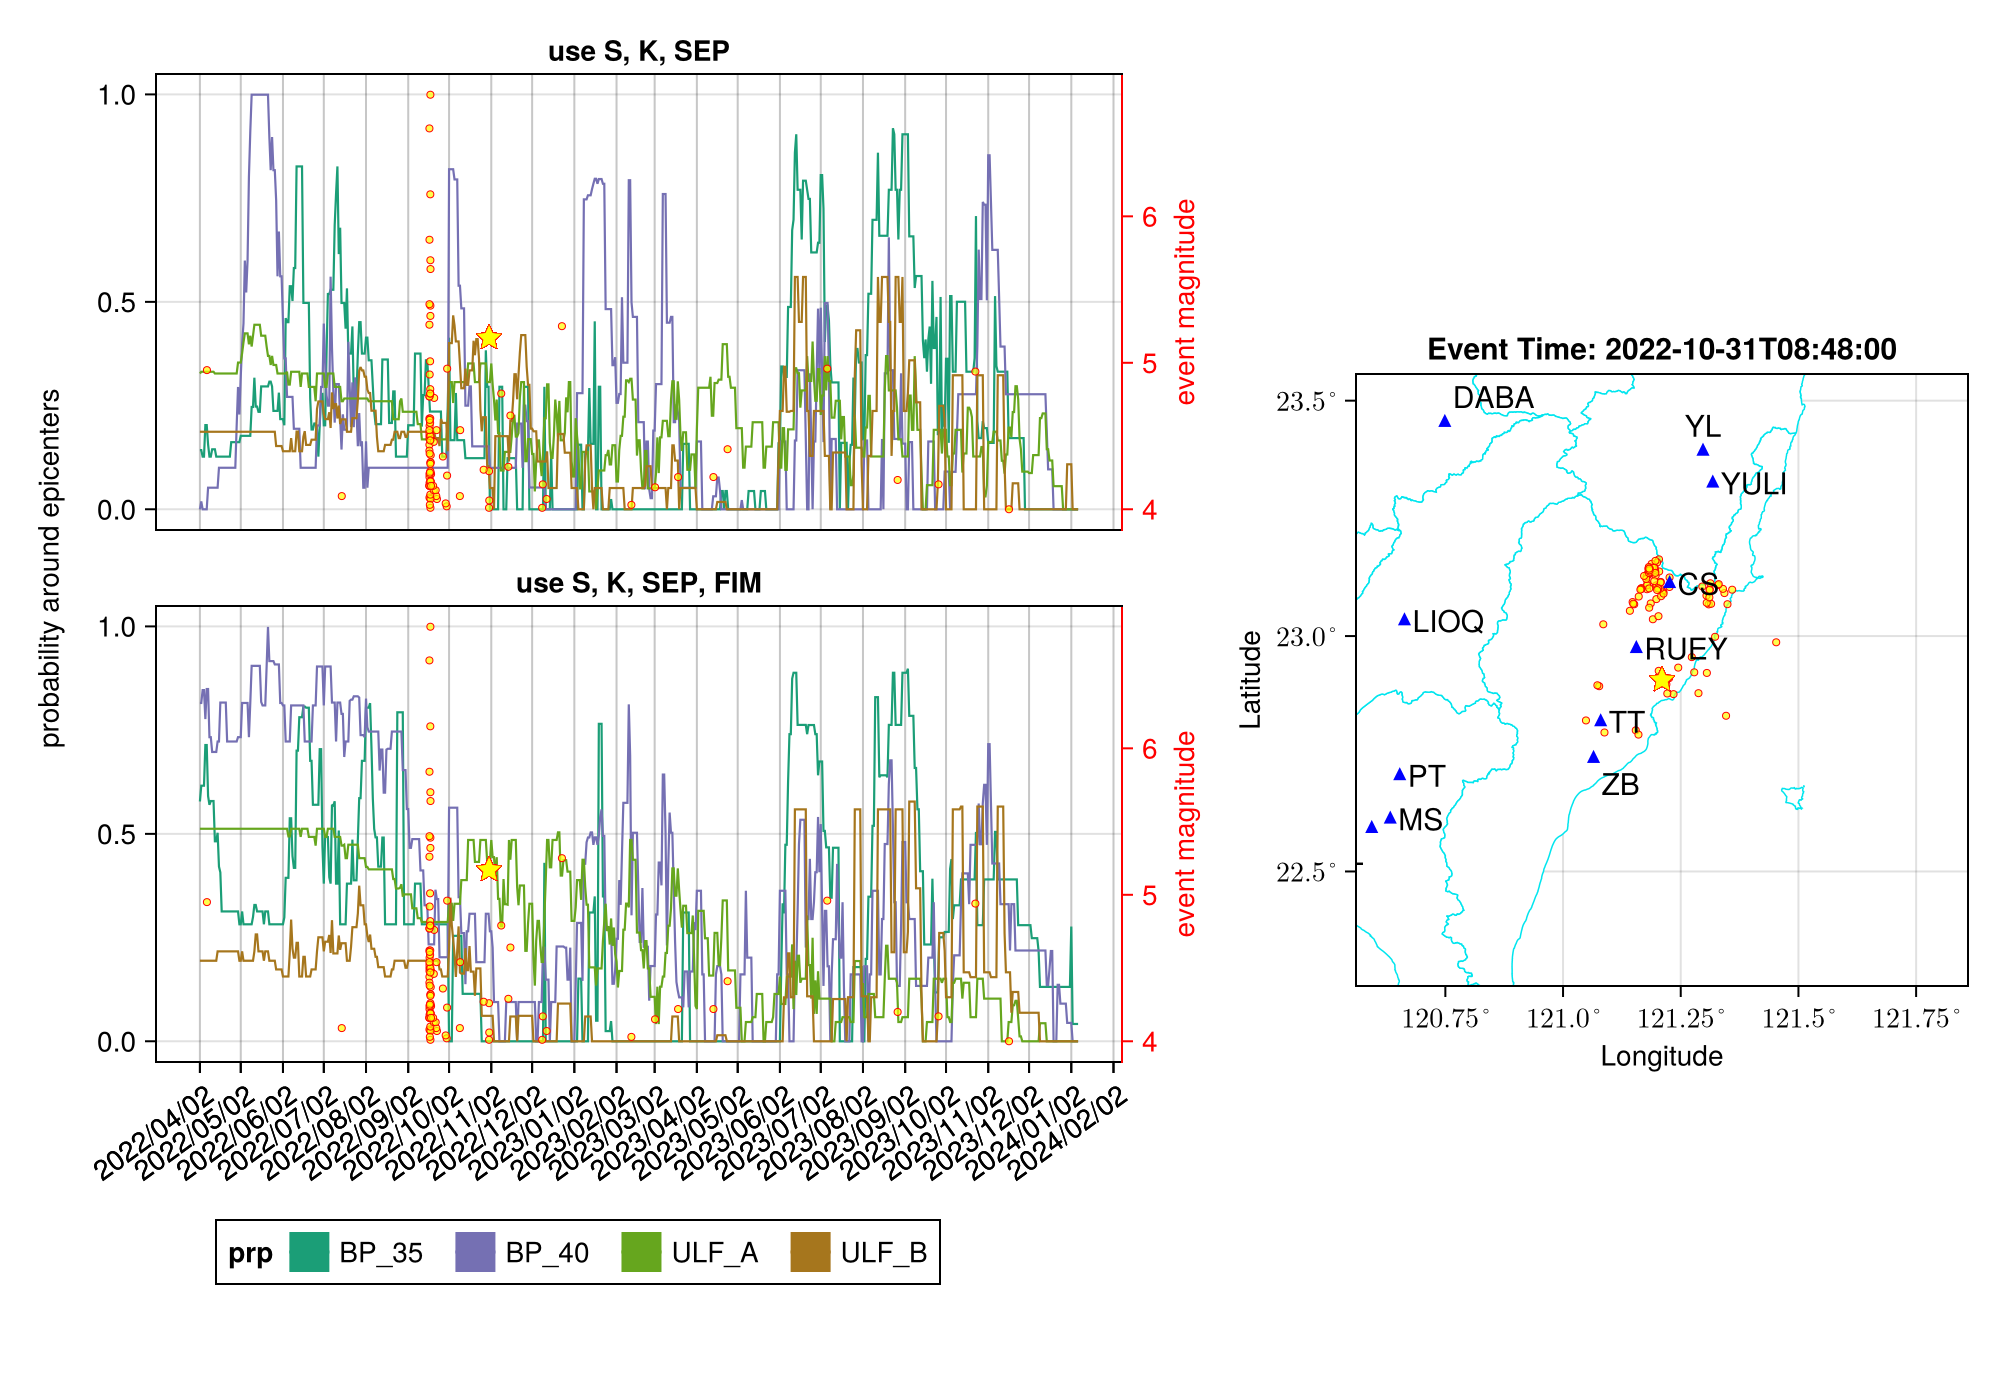 use S, K, SEP
1.0
0.5
0.0
6
5
4
event magnitude
probability around epicenters
use S, K, SEP, FIM
1.0
0.5
0.0
6
5
4
event magnitude
2022/04/02
2022/05/02
2022/06/02
2022/07/02
2022/08/02
2022/09/02
2022/10/02
2022/11/02
2022/12/02
2023/01/02
2023/02/02
2023/03/02
2023/04/02
2023/05/02
2023/06/02
2023/07/02
2023/08/02
2023/09/02
2023/10/02
2023/11/02
2023/12/02
2024/01/02
2024/02/02
prp BP_35 BP_40 ULF_A ULF_B
Event Time: 2022-10-31T08:48:00
23.5°
23.0°
22.5°
Latitude
DABA
YL
YULI
CS
LIOQ
RUEY
TT
PT
ZB
MS
120.75° 121.0° 121.25° 121.5° 121.75°
Longitude